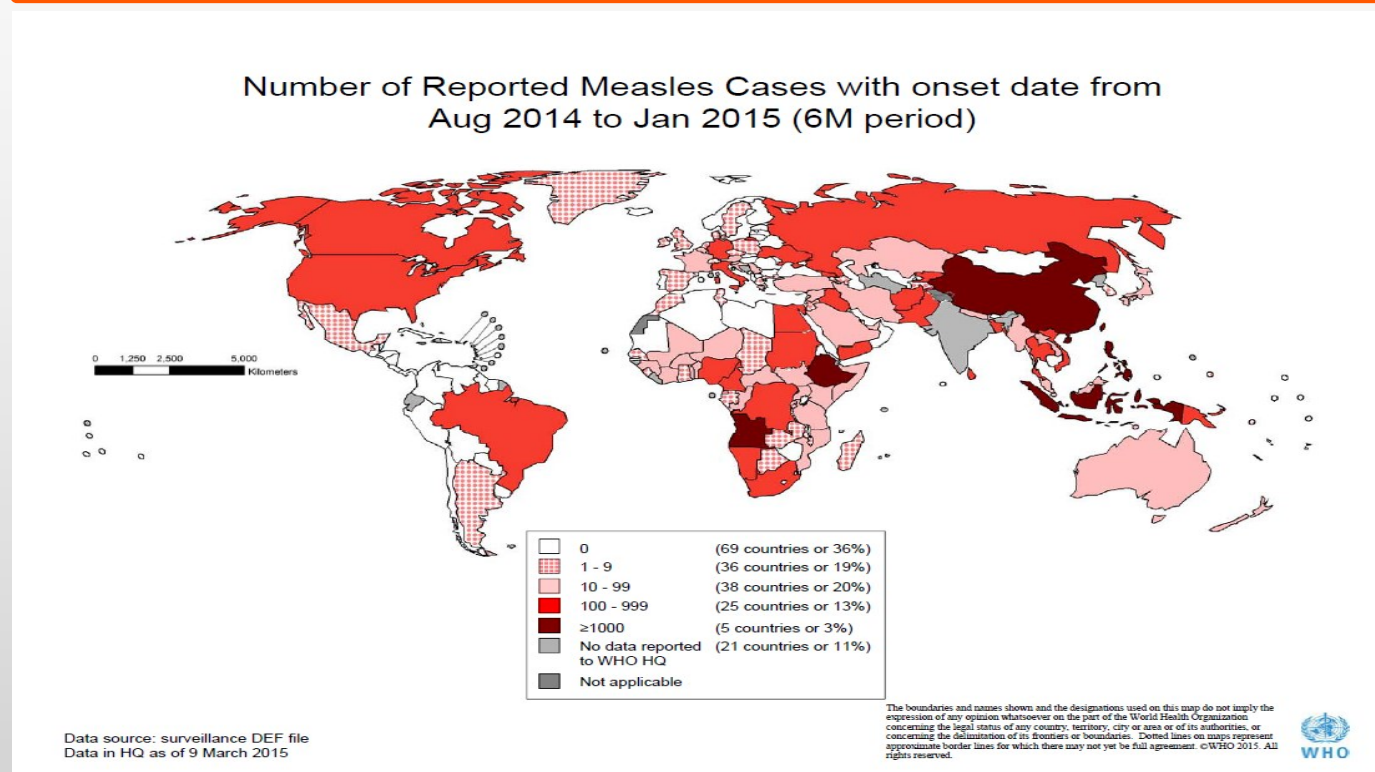 Number of Reported Measles Cases with onset date from
Aug 2014 to Jan 2015 (6M period)
0 1,250 2,500 5,000
Kilometers
0 (69 countries or 36%)
1 - 9 (36 countries or 19%)
10 - 99 (38 countries or 20%)
100 - 999 (25 countries or 13%)
≥1000 (5 countries or 3%)
No data reported (21 countries or 11%)
to WHO HQ
Not applicable
Data source: surveillance DEF file
Data in HQ as of 9 March 2015
The boundaries and names shown and the designations used on this map do not imply the
expression of any opinion whatsoever on the part of the World Health Organization
concerning the legal status of any country, territory, city or area or of its authorities, or
concerning the delimitation of its frontiers or boundaries. Dotted lines on maps represent
approximate border lines for which there may not yet be full agreement. ©WHO 2015. All
rights reserved.
WHO